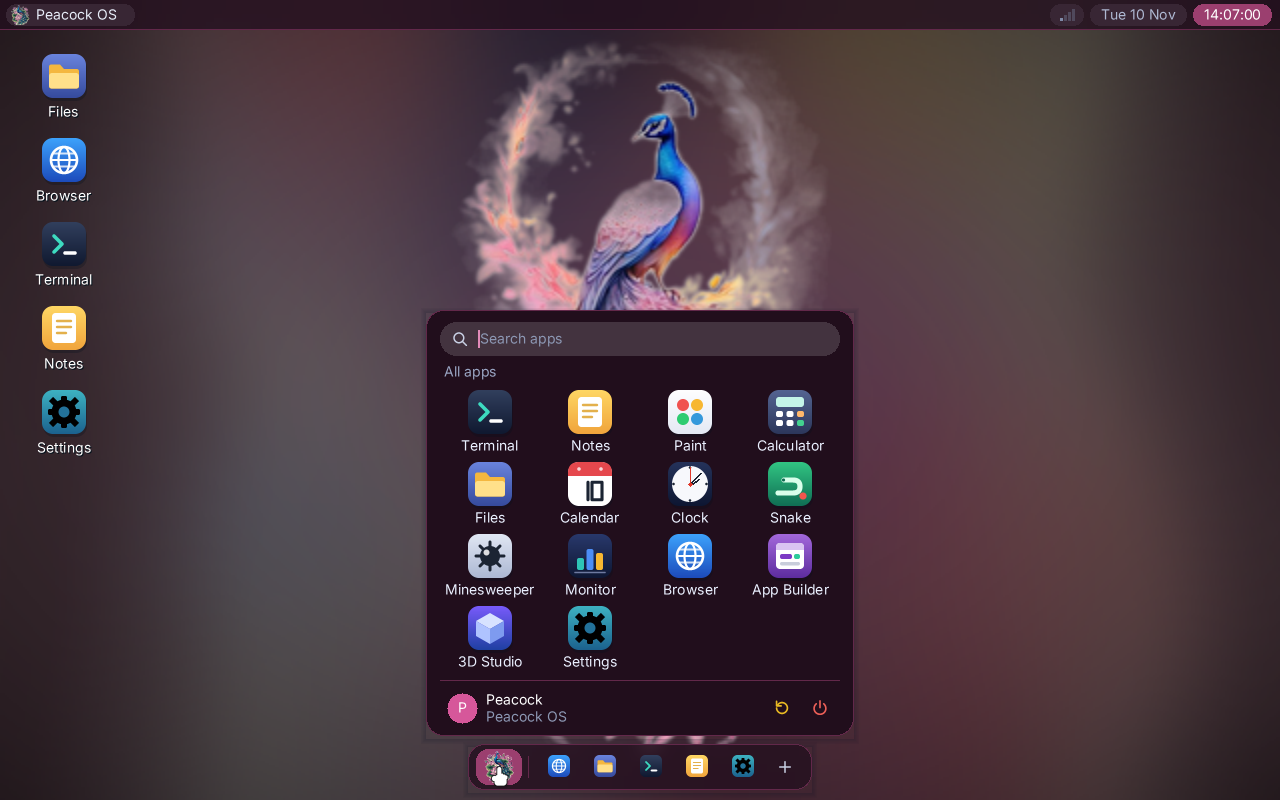 Peacock OS
Tue 10 Nov
14:07:00
Files
Browser
Terminal
Notes
Settings
Search apps
All apps
Terminal
Notes
Paint
Calculator
10
Files
Calendar
Clock
Snake
Minesweeper
Monitor
Browser
App Builder
3D Studio
Settings
P
Peacock
Peacock OS